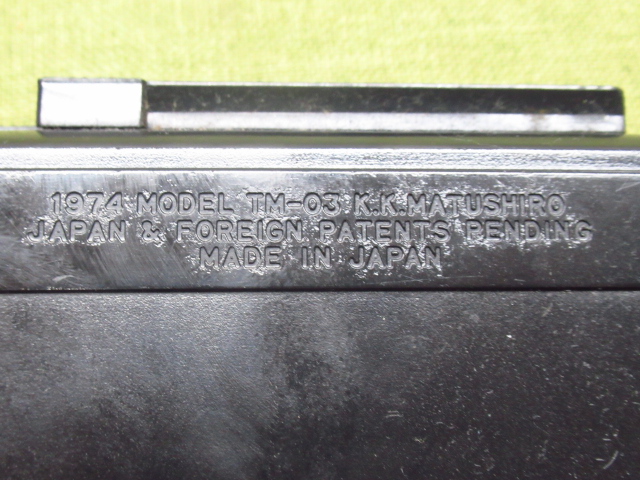 1974 MODEL TM-03 K.K.MATUSHIRO
JAPAN & FOREIGN PATENTS PENDING
MADE IN JAPAN